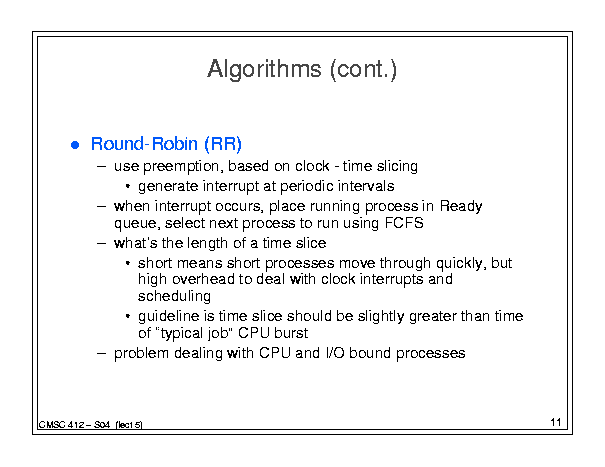 Algorithms (cont.)
● Round-Robin (RR)
– use preemption, based on clock - time slicing
• generate interrupt at periodic intervals
– when interrupt occurs, place running process in Ready
queue, select next process to run using FCFS
– what's the length of a time slice
• short means short processes move through quickly, but
high overhead to deal with clock interrupts and
scheduling
• guideline is time slice should be slightly greater than time
of "typical job" CPU burst
– problem dealing with CPU and I/O bound processes
CMSC 412 – S04 (lect 5)
11